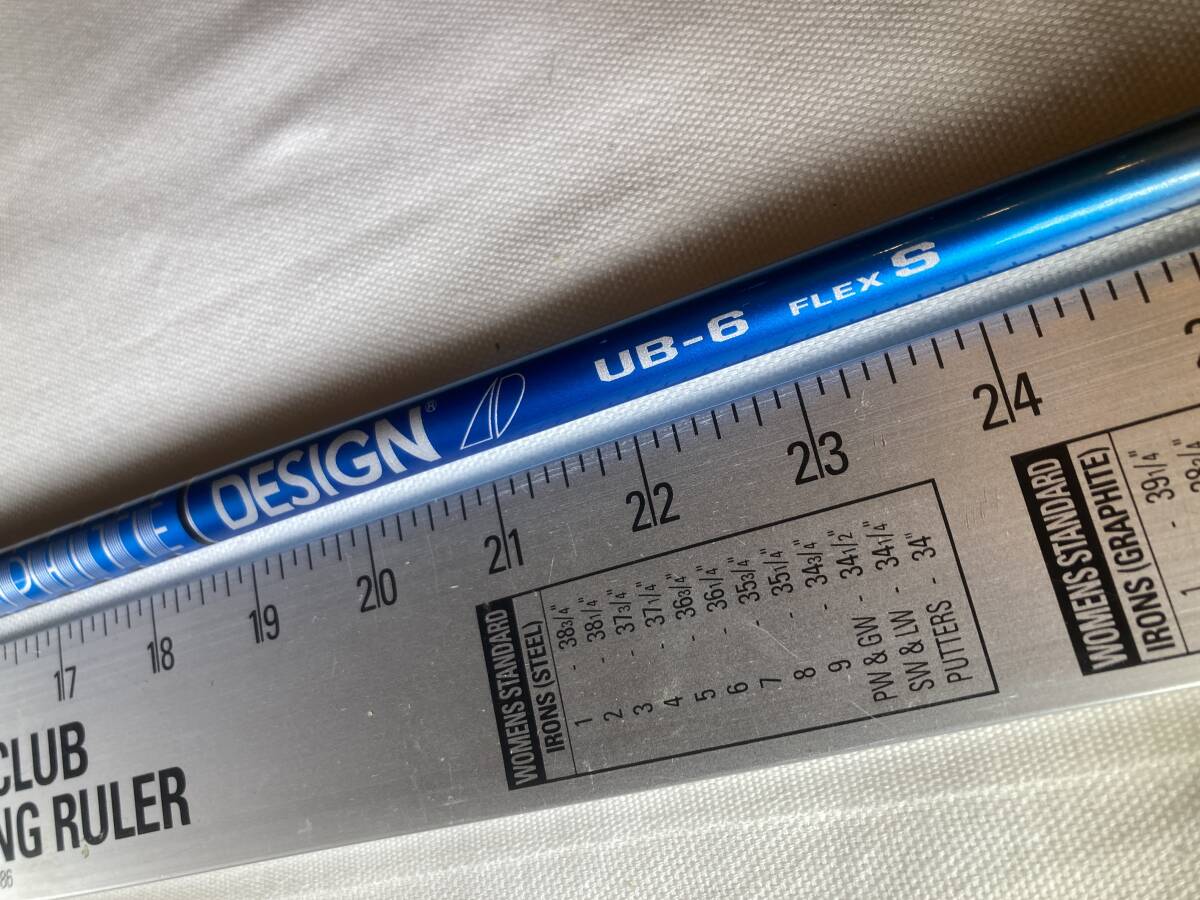 PHITE DESIGN® UB-6 FLEX S
17 18 19 20 21 22 23 24
CLUB
NG RULER
86
WOMENS STANDARD
IRONS (STEEL)
1 - 38 3/4"
2 - 38 1/4"
3 - 37 3/4"
4 - 37 1/4"
5 - 36 3/4"
6 - 36 1/4"
7 - 35 3/4"
8 - 35 1/4"
9 - 34 3/4"
PW & GW - 34 1/2"
SW & LW - 34 1/4"
PUTTERS - 34"
WOMENS STANDARD
IRONS (GRAPHITE)
1 - 39 1/4"